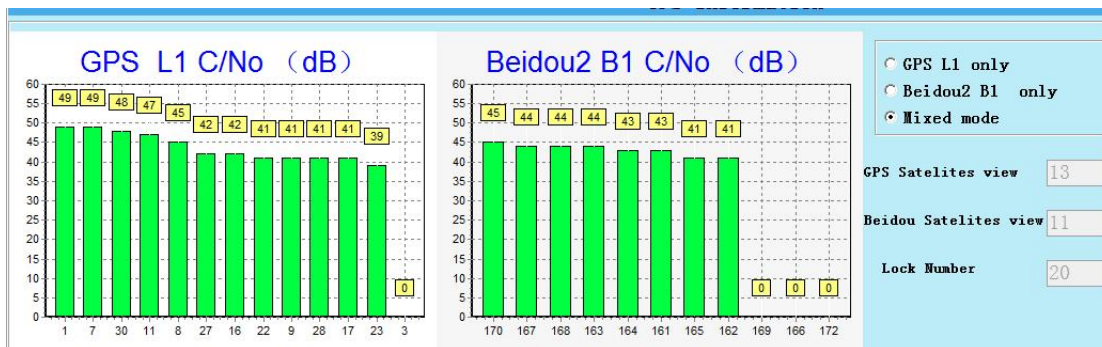 GPS L1 C/No （dB）
60
55
50
45
40
35
30
25
20
15
10
5
0
49 49 48 47 45 42 42 41 41 41 41 39 0
1 7 30 11 8 27 16 22 9 28 17 23 3
Beidou2 B1 C/No （dB）
60
55
50
45
40
35
30
25
20
15
10
5
0
45 44 44 44 43 43 41 41 0 0 0
170 167 168 163 164 161 165 162 169 166 172
GPS L1 only
Beidou2 B1 only
Mixed mode
GPS Satelites view 13
Beidou Satelites view 11
Lock Number 20